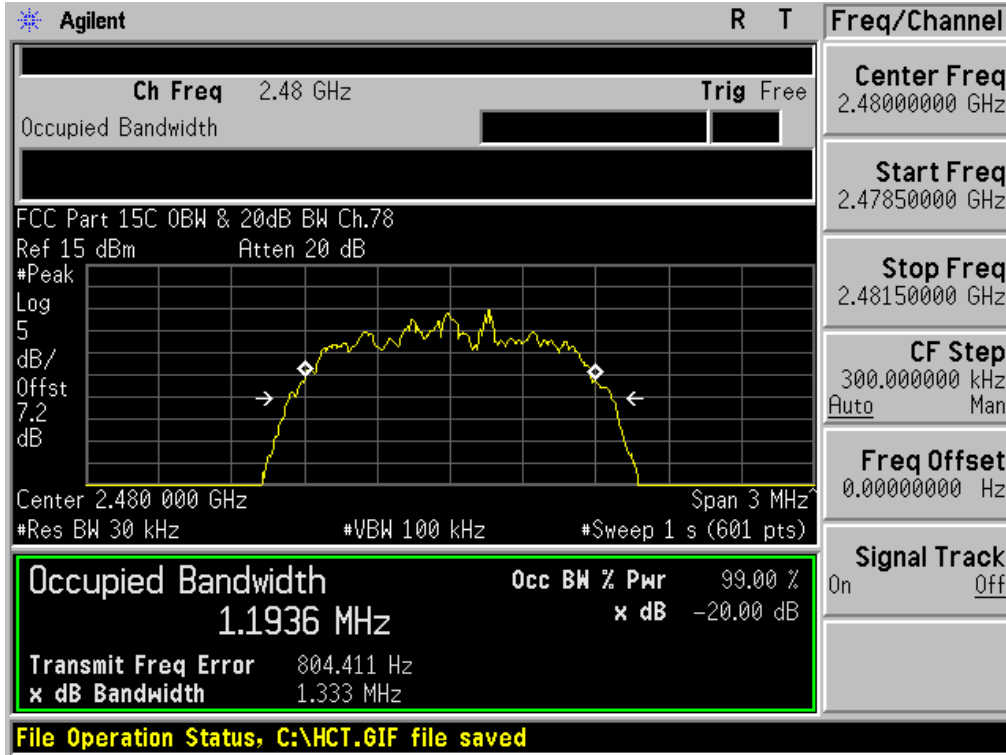 Agilent R T
Freq/Channel
Ch Freq 2.48 GHz Trig Free
Occupied Bandwidth
Center Freq
2.48000000 GHz
Start Freq
2.47850000 GHz
Stop Freq
2.48150000 GHz
CF Step
300.000000 kHz
Auto Man
Freq Offset
0.00000000 Hz
Signal Track
On Off
FCC Part 15C OBW & 20dB BW Ch.78
Ref 15 dBm Atten 20 dB
#Peak
Log
5
dB/
Offst
7.2
dB
Center 2.480 000 GHz Span 3 MHz^
#Res BW 30 kHz #VBW 100 kHz #Sweep 1 s (601 pts)
Occupied Bandwidth Occ BW % Pwr 99.00 %
1.1936 MHz x dB -20.00 dB
Transmit Freq Error 804.411 Hz
x dB Bandwidth 1.333 MHz
File Operation Status, C:\HCT.GIF file saved